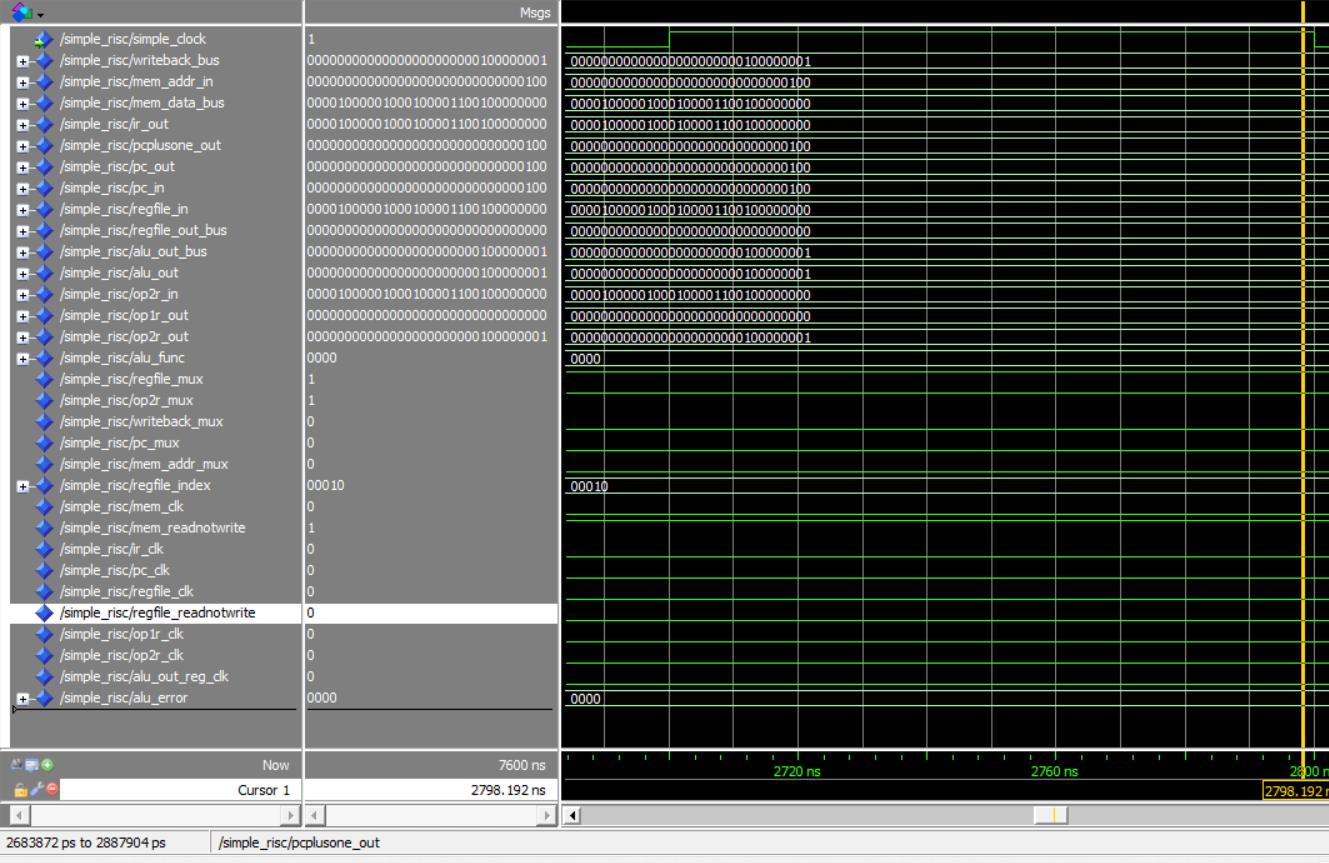 Msgs
/simple_risc/simple_clock 1
/simple_risc/writeback_bus 00000000000000000000000100000001 00000000000000000000000100000001
/simple_risc/mem_addr_in 00000000000000000000000000000100 00000000000000000000000000000100
/simple_risc/mem_data_bus 00001000001000100001100100000000 00001000001000100001100100000000
/simple_risc/ir_out 00001000001000100001100100000000 00001000001000100001100100000000
/simple_risc/pcplusone_out 00000000000000000000000000000100 00000000000000000000000000000100
/simple_risc/pc_out 00000000000000000000000000000100 00000000000000000000000000000100
/simple_risc/pc_in 00000000000000000000000000000100 00000000000000000000000000000100
/simple_risc/regfile_in 00001000001000100001100100000000 00001000001000100001100100000000
/simple_risc/regfile_out_bus 00000000000000000000000000000000 00000000000000000000000000000000
/simple_risc/alu_out_bus 00000000000000000000000100000001 00000000000000000000000100000001
/simple_risc/alu_out 00000000000000000000000100000001 00000000000000000000000100000001
/simple_risc/op2r_in 00001000001000100001100100000000 00001000001000100001100100000000
/simple_risc/op1r_out 00000000000000000000000000000000 00000000000000000000000000000000
/simple_risc/op2r_out 00000000000000000000000100000001 00000000000000000000000100000001
/simple_risc/alu_func 0000 0000
/simple_risc/regfile_mux 1
/simple_risc/op2r_mux 1
/simple_risc/writeback_mux 0
/simple_risc/pc_mux 0
/simple_risc/mem_addr_mux 0
/simple_risc/regfile_index 00010 00010
/simple_risc/mem_clk 0
/simple_risc/mem_readnotwrite 1
/simple_risc/ir_clk 0
/simple_risc/pc_clk 0
/simple_risc/regfile_clk 0
/simple_risc/regfile_readnotwrite 0
/simple_risc/op1r_clk 0
/simple_risc/op2r_clk 0
/simple_risc/alu_out_reg_clk 0
/simple_risc/alu_error 0000 0000
Now 7600 ns 2720 ns 2760 ns 2800 n
Cursor 1 2798.192 ns 2798.192 n
2683872 ps to 2887904 ps /simple_risc/pcplusone_out